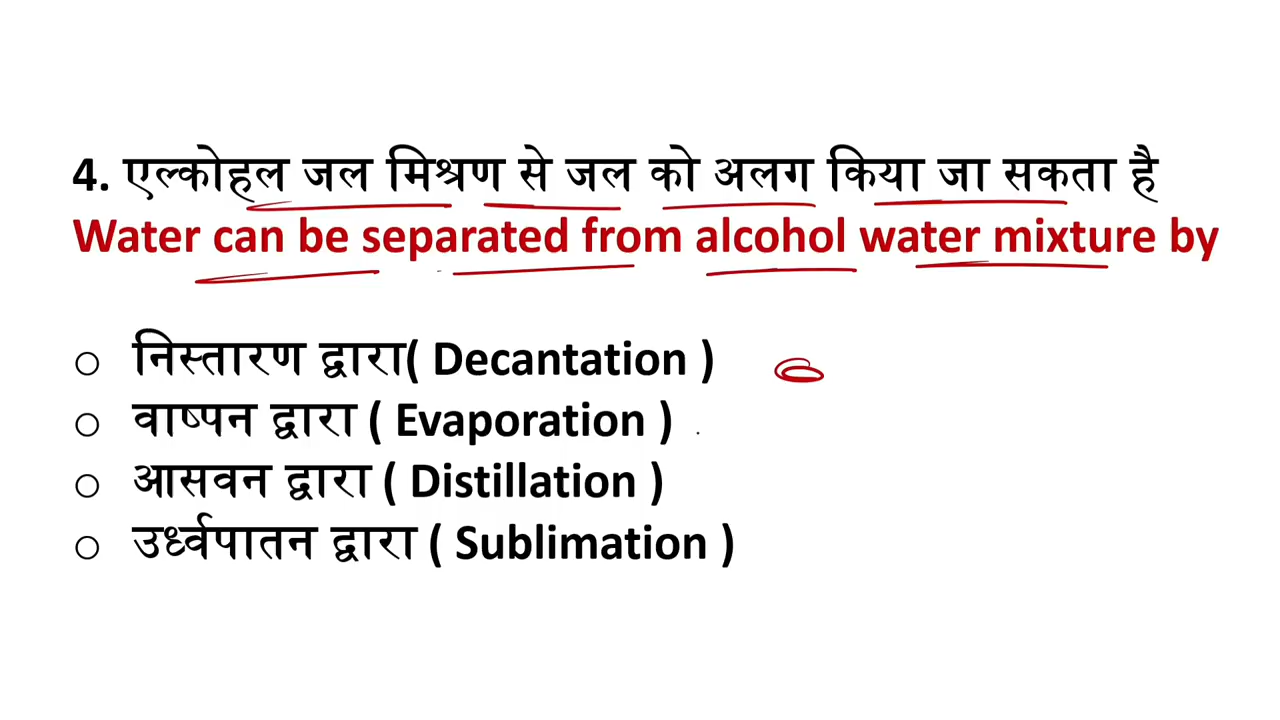 4. एल्कोहल जल मिश्रण से जल को अलग किया जा सकता है
Water can be separated from alcohol water mixture by
○ निस्तारण द्वारा( Decantation )
○ वाष्पन द्वारा ( Evaporation )
○ आसवन द्वारा ( Distillation )
○ उर्ध्वपातन द्वारा ( Sublimation )